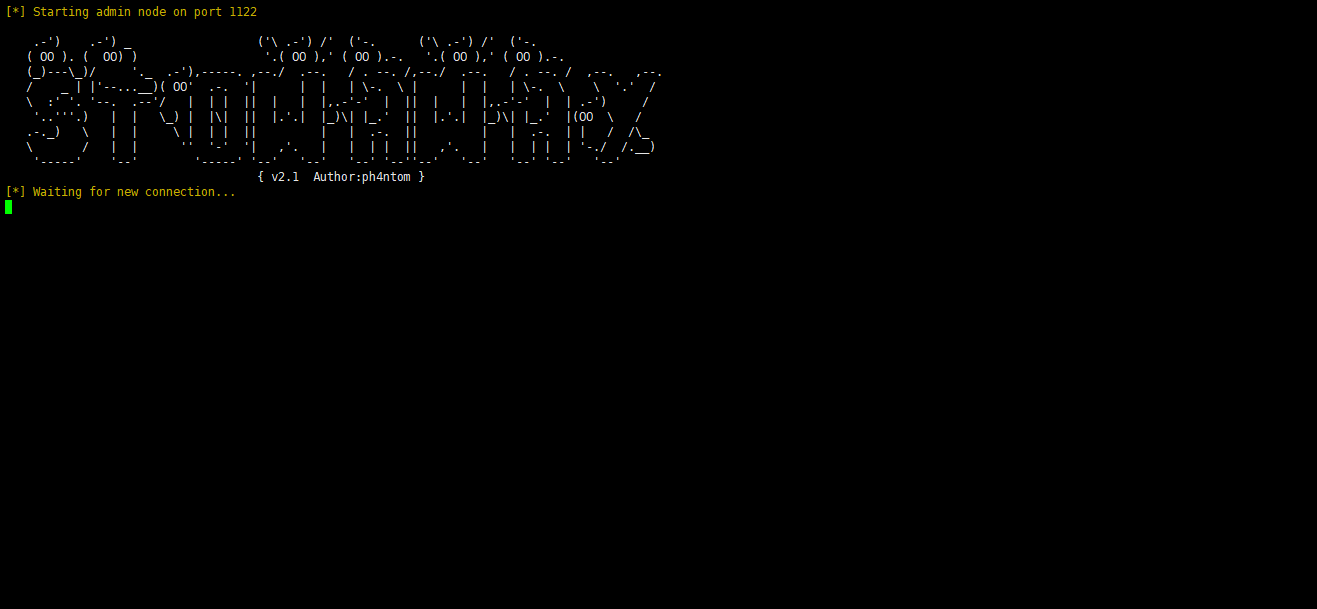 [*] Starting admin node on port 1122
    .-')    .-') _                  ('\ .-') /'  ('-.      ('\ .-') /'  ('-.
   ( OO ). (  OO) )                  '.( OO ),' ( OO ).-.   '.( OO ),' ( OO ).-.
   (_)---\_)/     '._  .-'),-----. ,--./  .--.   / . --. /,--./  .--.   / . --. /  ,--.   ,--.
   /    _ | |'--...__)( OO'  .-.  '|      |  |   | \-.  \ |      |  |   | \-.  \    \  '.'  /
   \  :' '. '--.  .--'/   |  | |  ||  |   |  |,.-'-'  |  ||  |   |  |,.-'-'  |  | .-')     /
    '..'''.)   |  |   \_) |  |\|  ||  |.'.|  |_)\| |_.'  ||  |.'.|  |_)\| |_.'  |(OO  \   /
   .-._)   \   |  |     \ |  | |  ||         |   |  .-.  ||         |   |  .-.  | |   /  /\_
   \       /   |  |      ''  '-'  '|   ,'.   |   |  | |  ||   ,'.   |   |  | |  | '-./  /.__)
    '-----'    '--'        '-----' '--'   '--'   '--' '--''--'   '--'   '--' '--'   '--'
{ v2.1  Author:ph4ntom }
[*] Waiting for new connection...